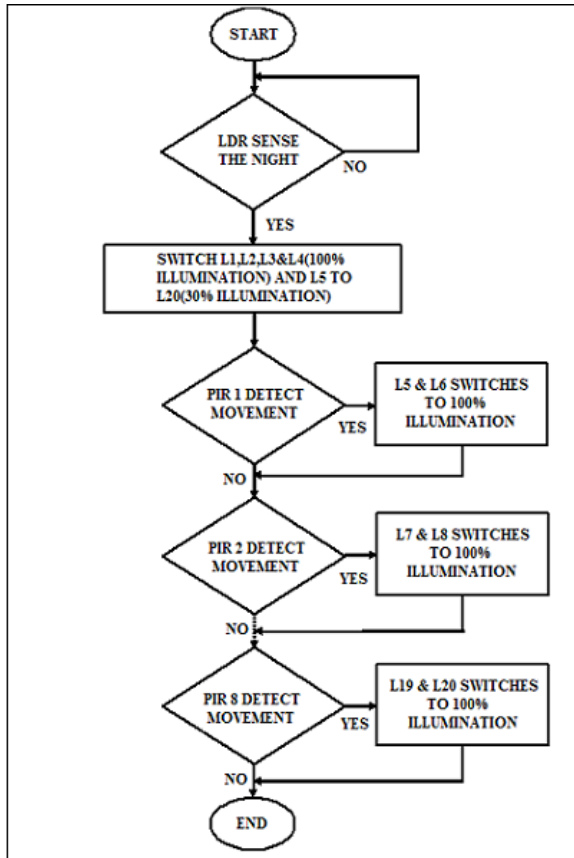 START
LDR SENSE
THE NIGHT
NO
YES
SWITCH L1,L2,L3&L4(100%
ILLUMINATION) AND L5 TO
L20(30% ILLUMINATION)
PIR 1 DETECT
MOVEMENT
YES
L5 & L6 SWITCHES
TO 100%
ILLUMINATION
NO
PIR 2 DETECT
MOVEMENT
YES
L7 & L8 SWITCHES
TO 100%
ILLUMINATION
NO
PIR 8 DETECT
MOVEMENT
YES
L19 & L20 SWITCHES
TO 100%
ILLUMINATION
NO
END